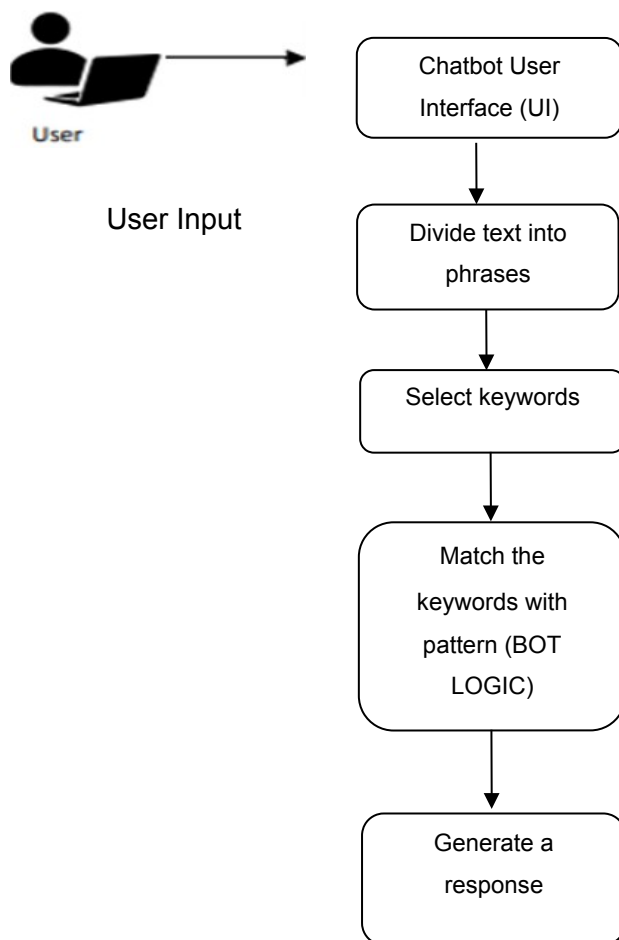 User
User Input
Chatbot User
Interface (UI)
Divide text into
phrases
Select keywords
Match the
keywords with
pattern (BOT
LOGIC)
Generate a
response